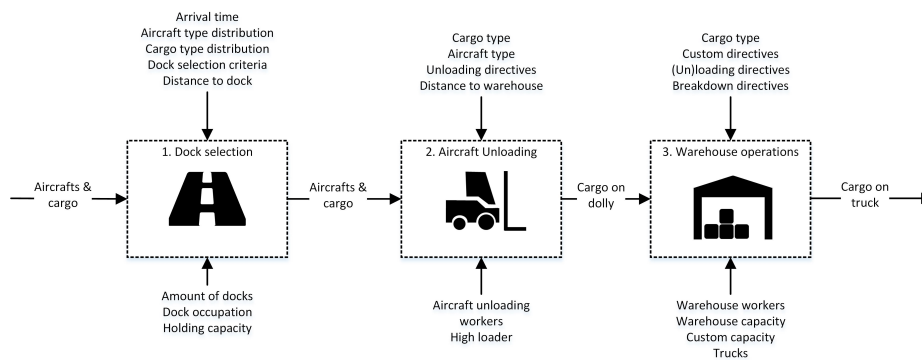 Arrival time
Aircraft type distribution
Cargo type distribution
Dock selection criteria
Distance to dock
Cargo type
Aircraft type
Unloading directives
Distance to warehouse
Cargo type
Custom directives
(Un)loading directives
Breakdown directives
1. Dock selection
2. Aircraft Unloading
3. Warehouse operations
Aircrafts &
cargo
Aircrafts &
cargo
Cargo on
dolly
Cargo on
truck
Amount of docks
Dock occupation
Holding capacity
Aircraft unloading
workers
High loader
Warehouse workers
Warehouse capacity
Custom capacity
Trucks